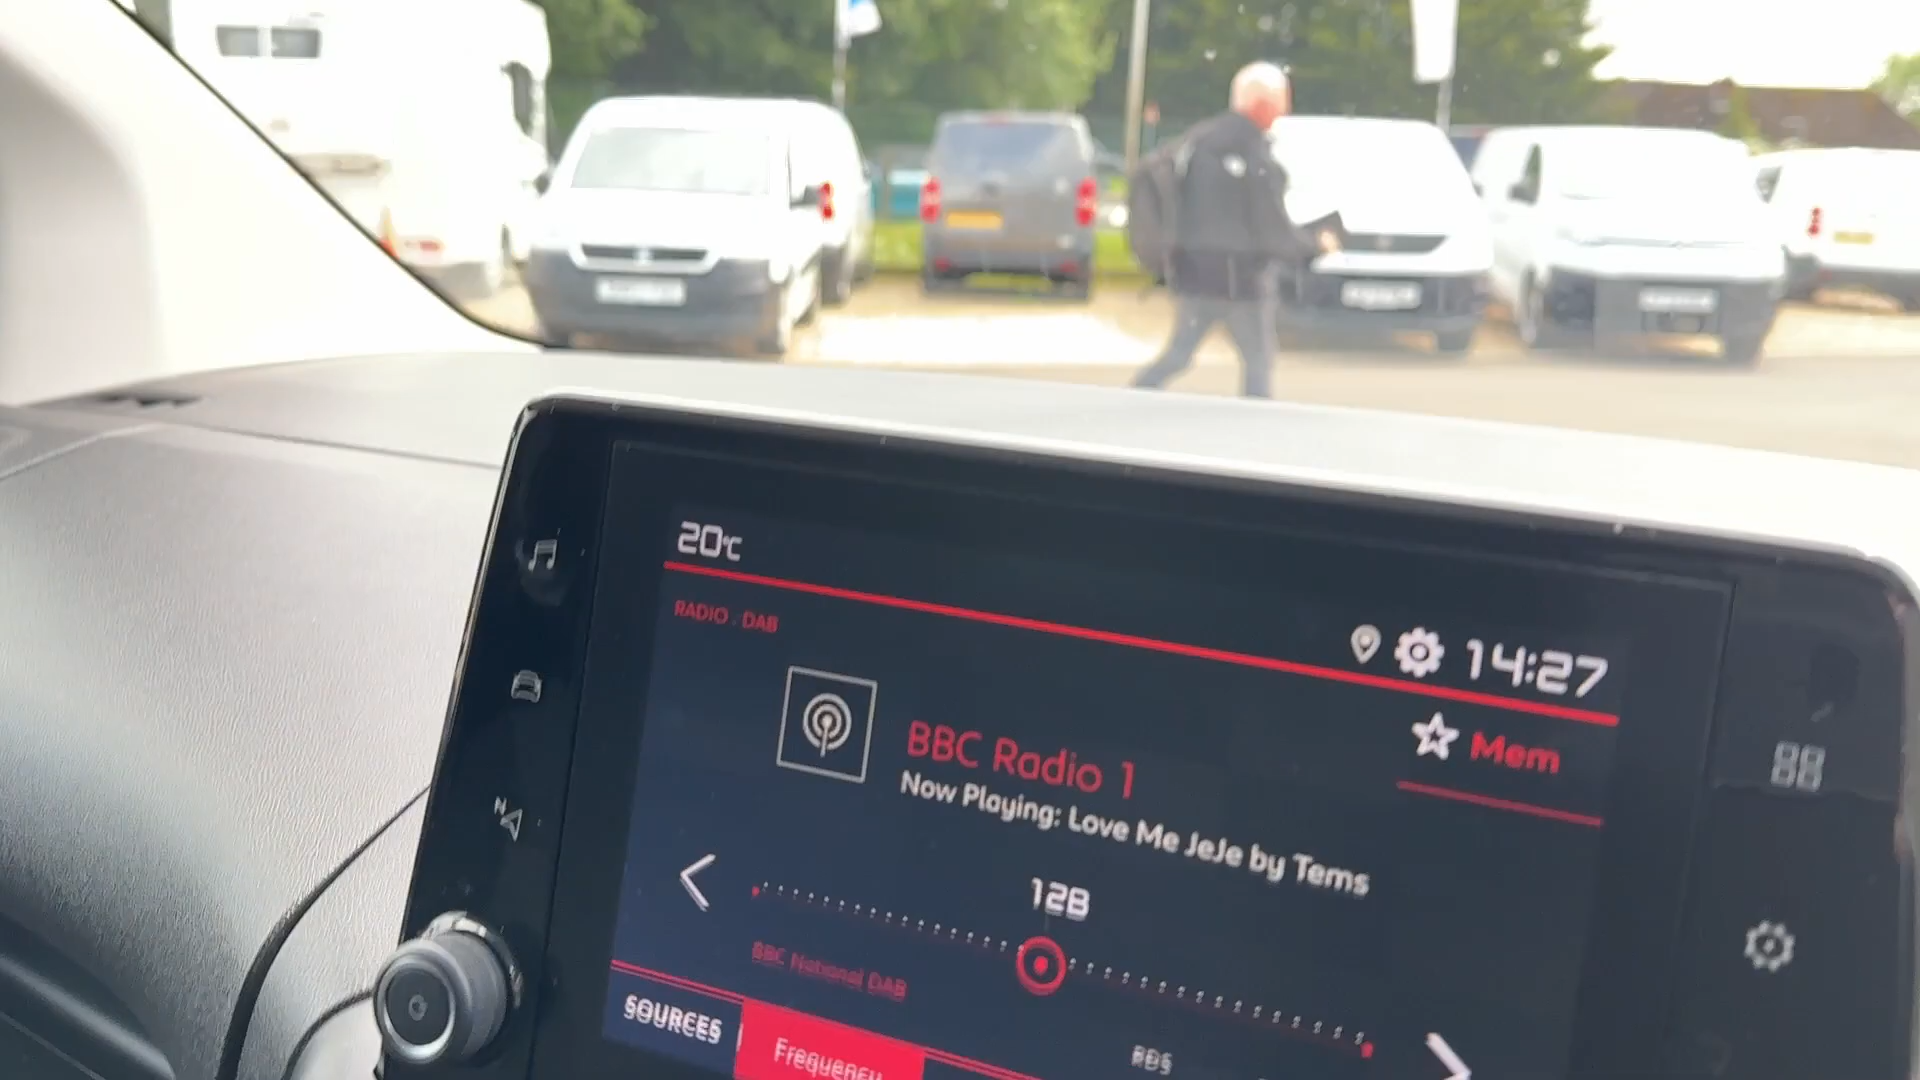 20°C
RADIO . DAB
14:27
BBC Radio 1
Mem
Now Playing: Love Me JeJe by Tems
12B
BBC National DAB
SOURCES
Frequency
RDS
N